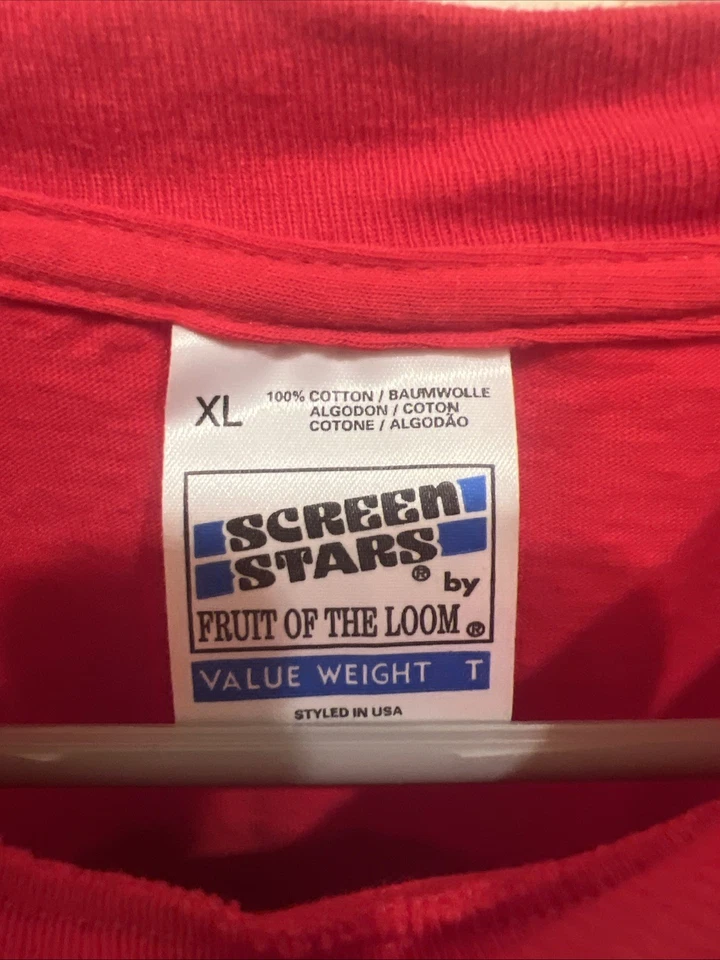 XL
100% COTTON / BAUMWOLLE
ALGODON / COTON
COTONE / ALGODÃO
SCREEN
STARS® by
FRUIT OF THE LOOM®
VALUE WEIGHT T
STYLED IN USA